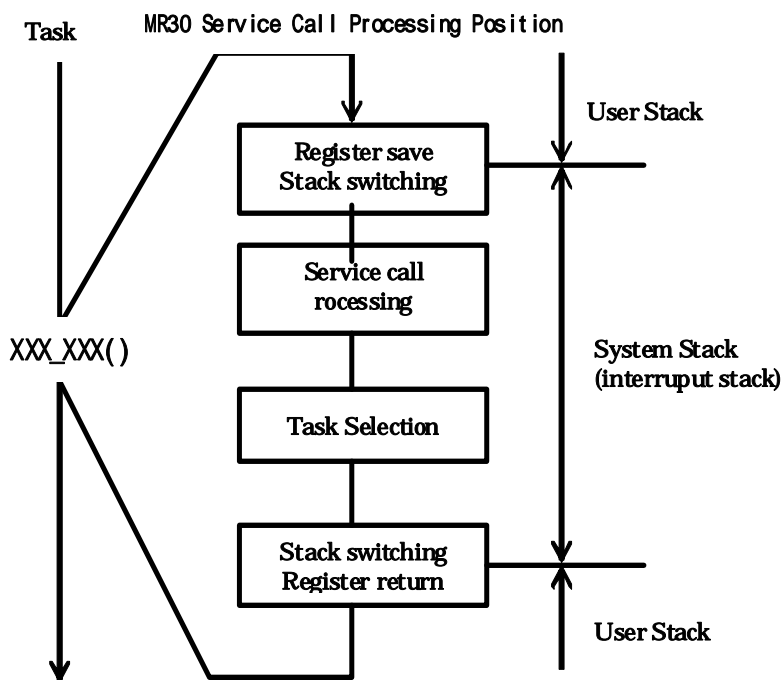 MR30 Service Call Processing Position
Task
User Stack
Register save
Stack switching
Service call
rocessing
XXX_XXX()
System Stack
(interruput stack)
Task Selection
Stack switching
Register return
User Stack